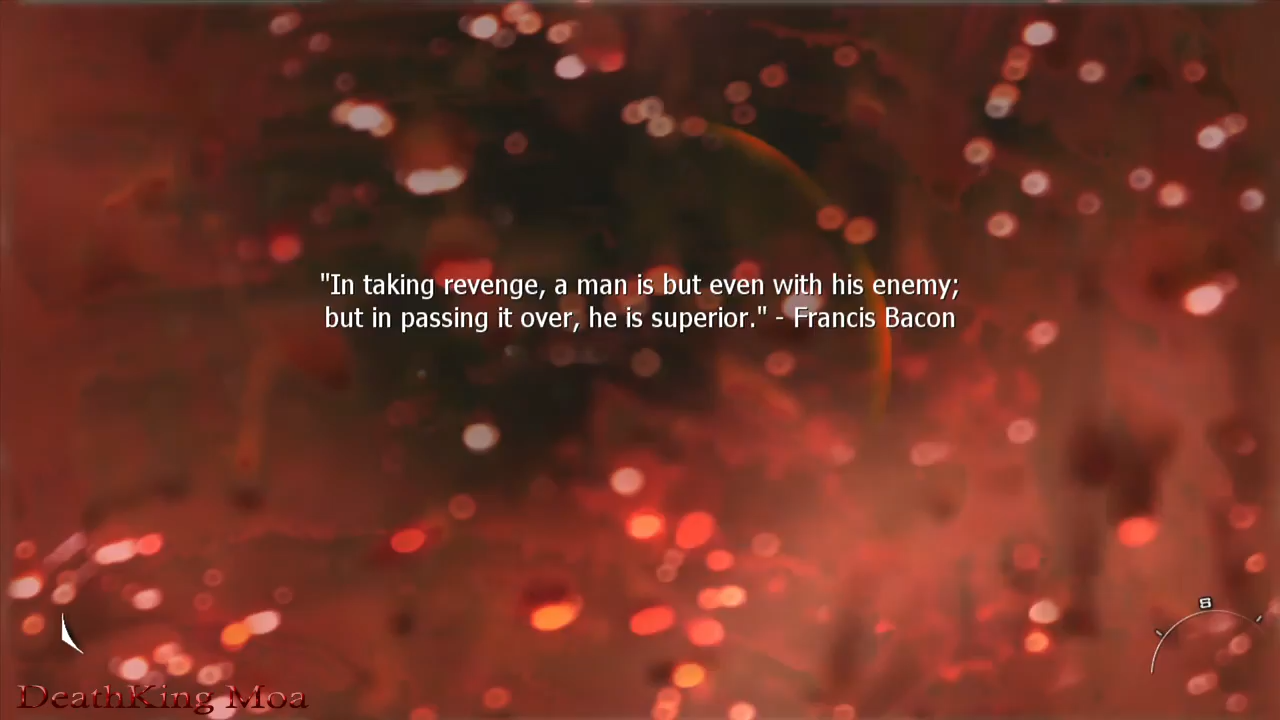 "In taking revenge, a man is but even with his enemy;
but in passing it over, he is superior." - Francis Bacon
8
DeathKing Moa